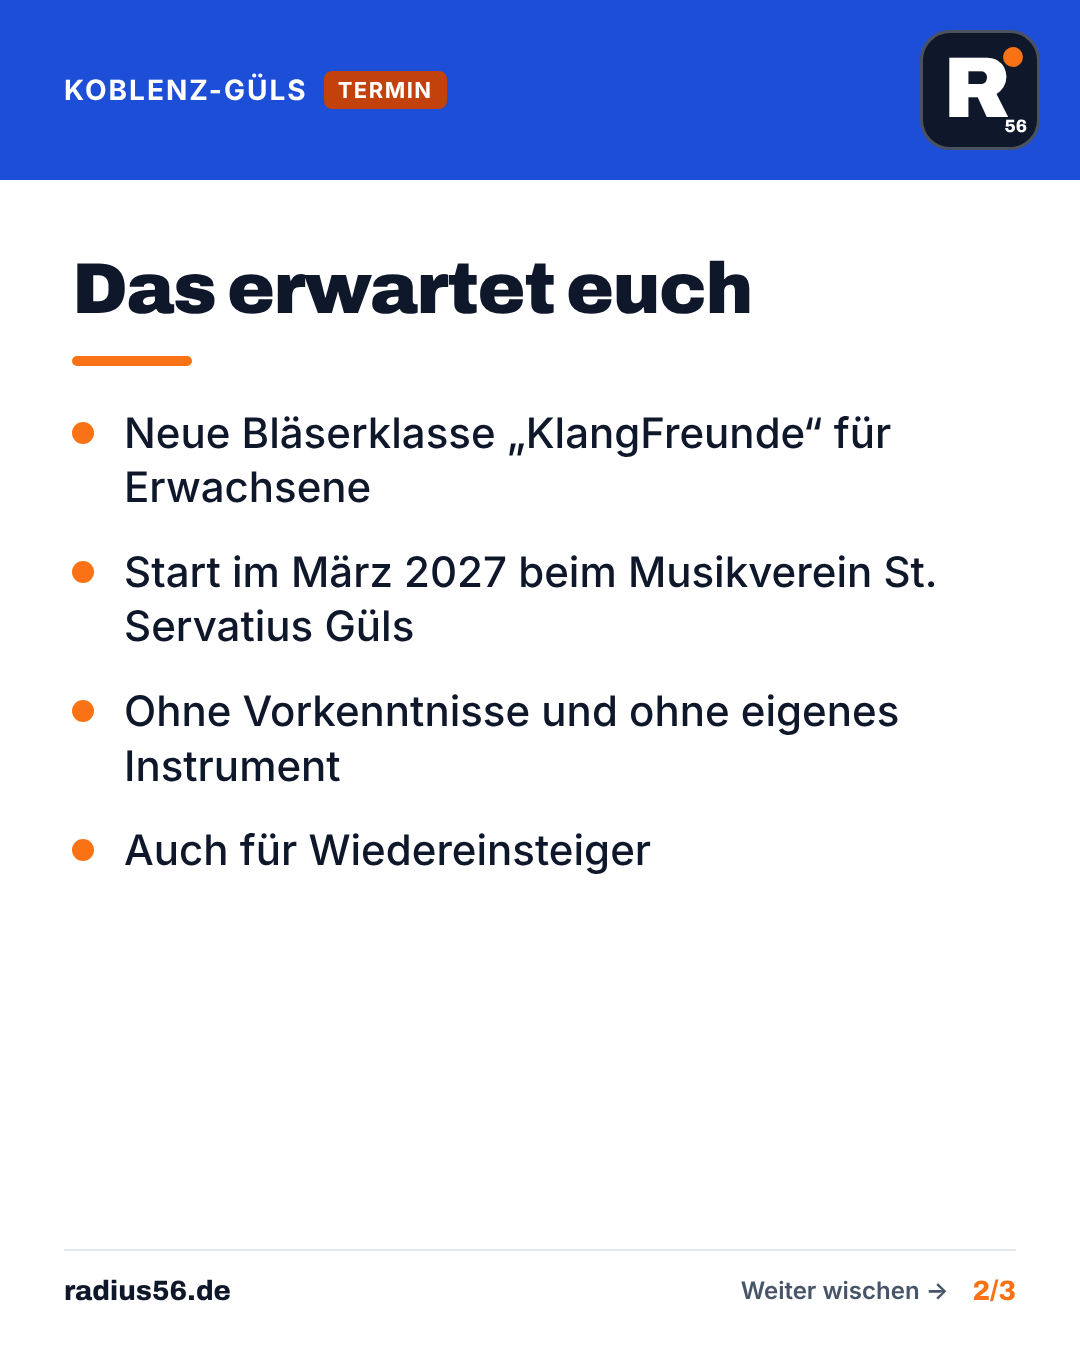 KOBLENZ-GÜLS TERMIN
R
56
Das erwartet euch
Neue Bläserklasse „KlangFreunde“ für
Erwachsene
Start im März 2027 beim Musikverein St.
Servatius Güls
Ohne Vorkenntnisse und ohne eigenes
Instrument
Auch für Wiedereinsteiger
radius56.de
Weiter wischen → 2/3